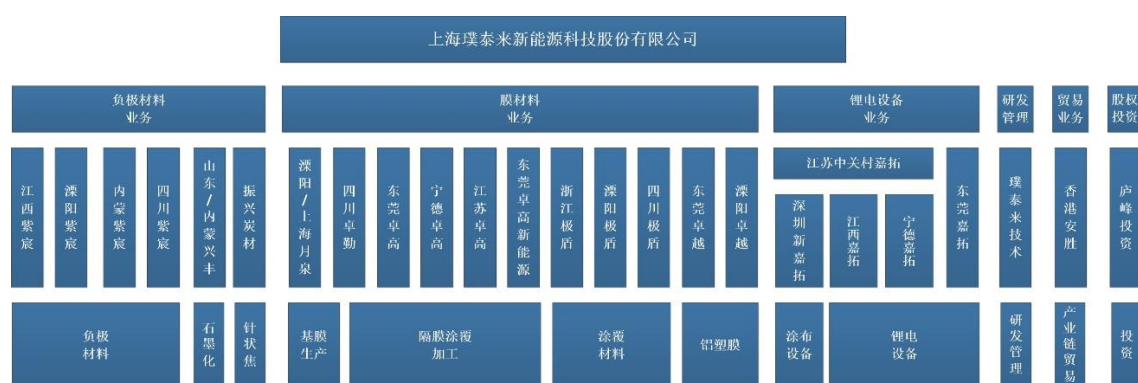 上海璞泰来新能源科技股份有限公司
负极材料
业务
膜材料
业务
锂电设备
业务
研发
管理
贸易
业务
股权
投资
江西紫宸
溧阳紫宸
内蒙紫宸
四川紫宸
山东/内蒙兴丰
振兴炭材
溧阳/上海月泉
四川卓勤
东莞卓高
宁德卓高
江苏卓高
东莞卓高新能源
浙江极盾
溧阳极盾
四川极盾
东莞卓越
溧阳卓越
江苏中关村嘉拓
深圳新嘉拓
江西嘉拓
宁德嘉拓
东莞嘉拓
璞泰来技术
香港安胜
庐峰投资
负极
材料
石墨化
针状焦
基膜
生产
隔膜涂覆
加工
涂覆
材料
铝塑膜
涂布
设备
锂电
设备
研发管理
产业链贸易
投资